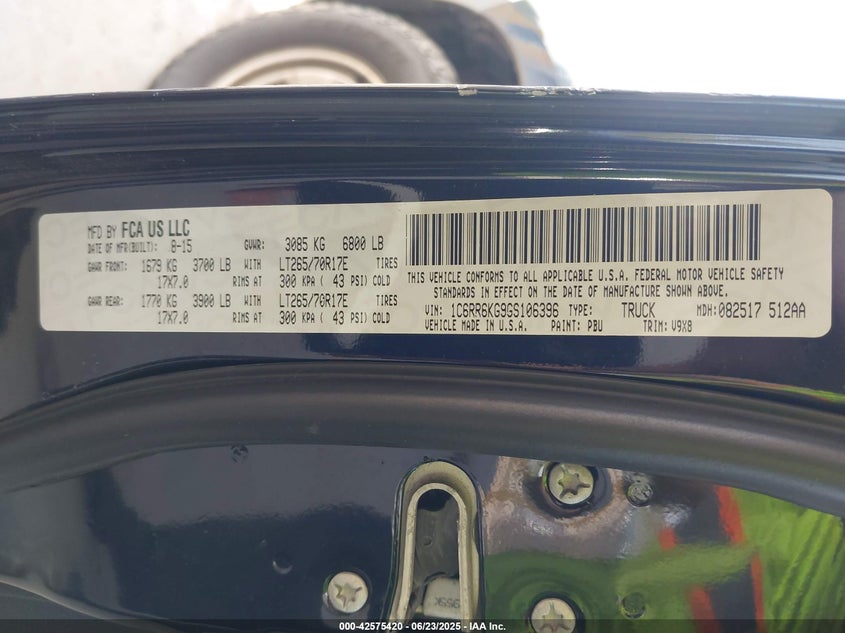 MFD BY FCA US LLC
DATE OF MFR(BUILT): 8-15 GVWR: 3085 KG 6800 LB
GAWR FRONT: 1679 KG 3700 LB WITH LT265/70R17E TIRES
17X7.0 RIMS AT 300 KPA ( 43 PSI) COLD
GAWR REAR: 1770 KG 3900 LB WITH LT265/70R17E TIRES
17X7.0 RIMS AT 300 KPA ( 43 PSI) COLD
THIS VEHICLE CONFORMS TO ALL APPLICABLE U.S.A. FEDERAL MOTOR VEHICLE SAFETY
STANDARDS IN EFFECT ON THE DATE OF MANUFACTURE SHOWN ABOVE.
VIN: 1C6RR6KG9GS106396 TYPE: TRUCK MDH: 082517 512AA
VEHICLE MADE IN U.S.A. PAINT: PBU TRIM: V9X8
000-42575420 - 06/23/2025 - IAA Inc.